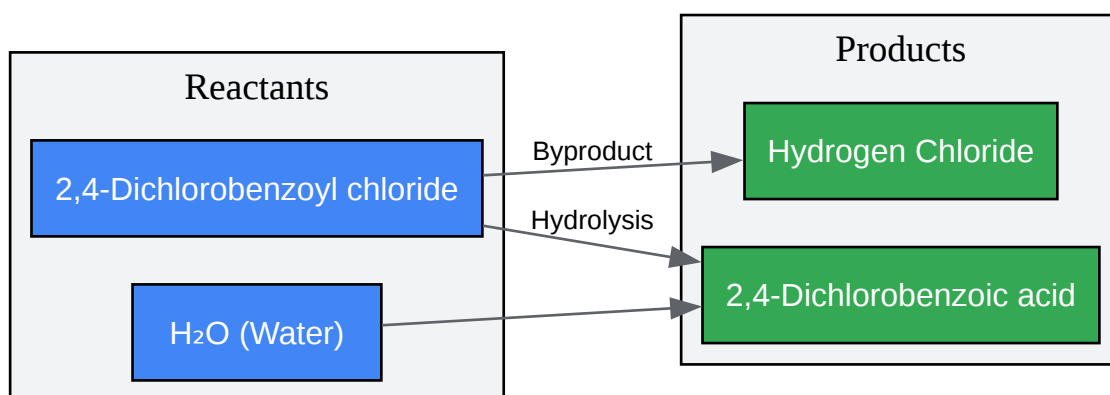 Reactants
2,4-Dichlorobenzoyl chloride
H₂O (Water)
Byproduct
Hydrolysis
Products
Hydrogen Chloride
2,4-Dichlorobenzoic acid